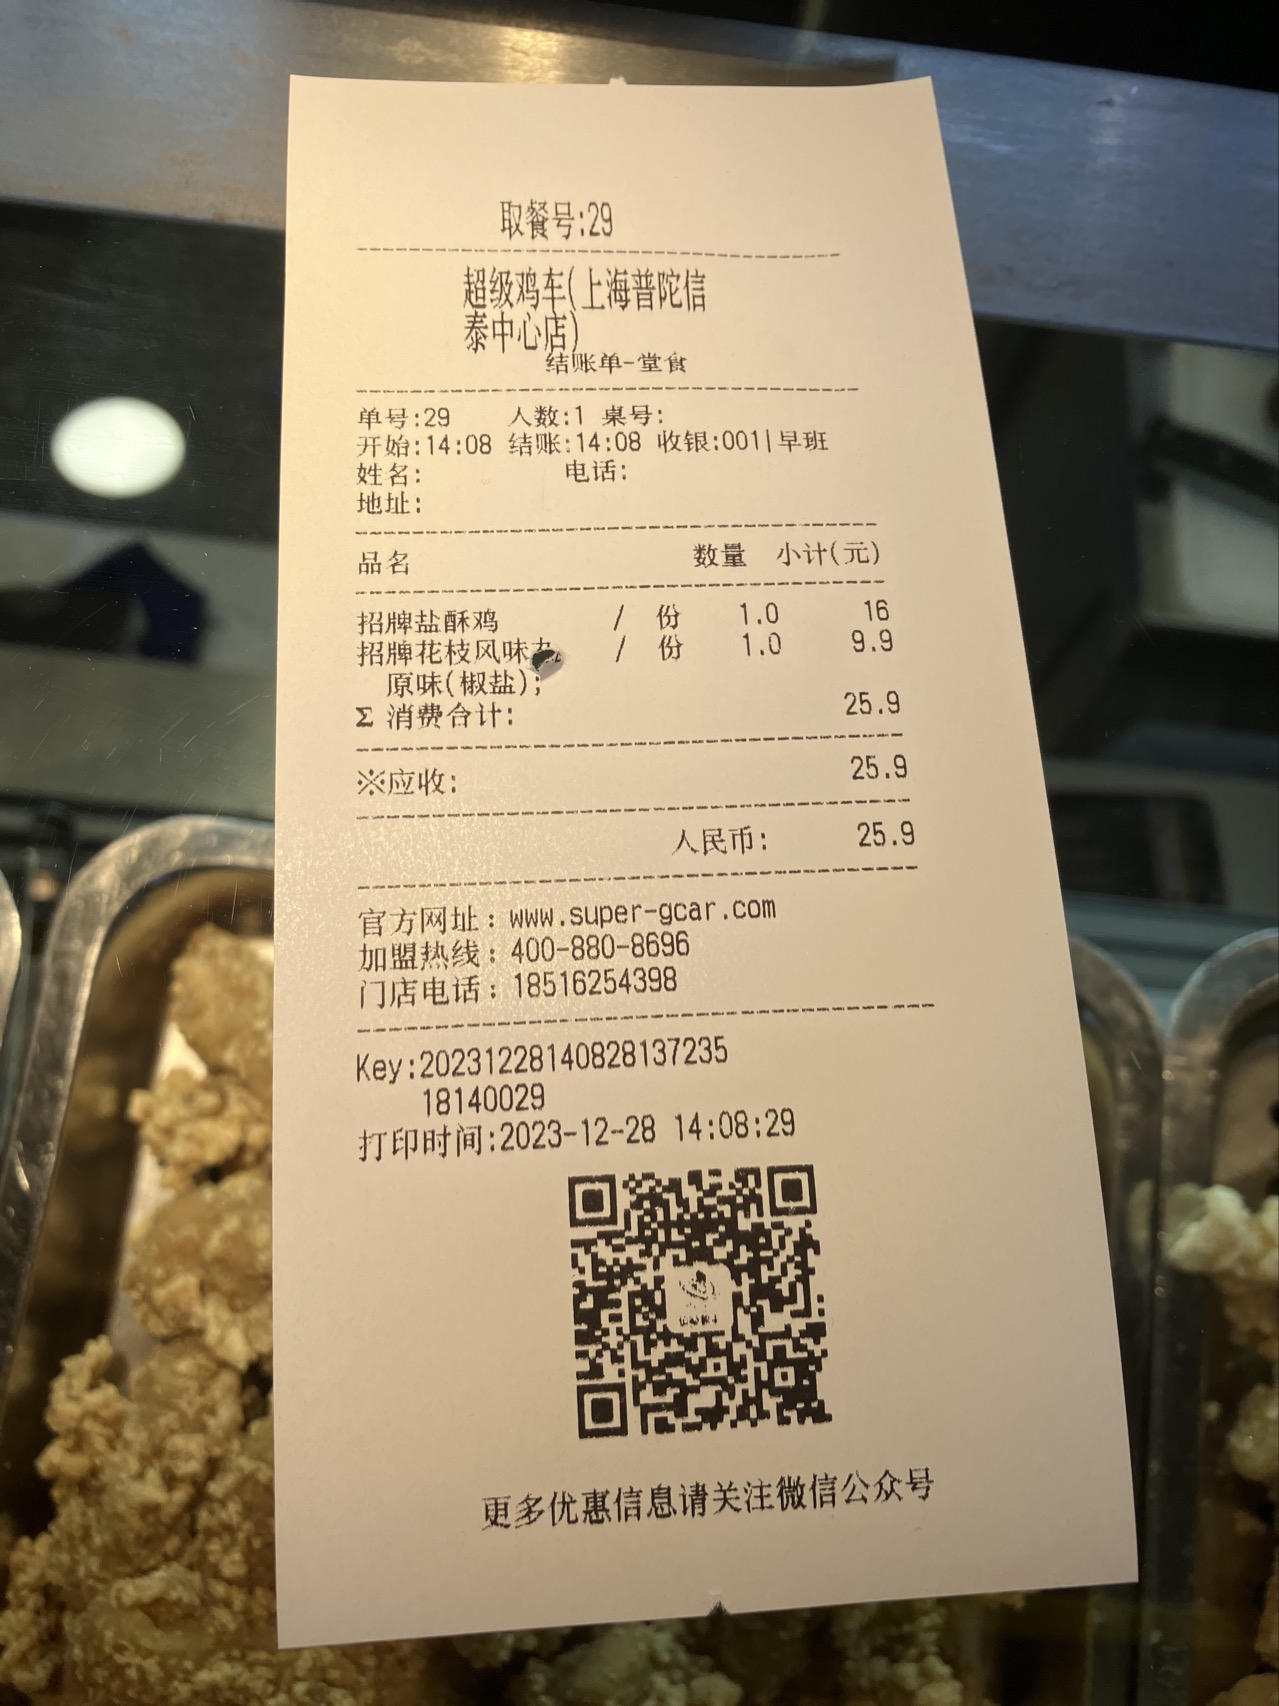 取餐号:29
超级鸡车(上海普陀信
泰中心店)
结账单-堂食
单号:29 人数:1 桌号:
开始:14:08 结账:14:08 收银:001|早班
姓名: 电话:
地址:
品名 数量 小计(元)
招牌盐酥鸡 / 份 1.0 16
招牌花枝风味 / 份 1.0 9.9
原味(椒盐);
Σ 消费合计: 25.9
※应收: 25.9
人民币: 25.9
官方网址：www.super-gcar.com
加盟热线：400-880-8696
门店电话：18516254398
Key:20231228140828137235
18140029
打印时间:2023-12-28 14:08:29
更多优惠信息请关注微信公众号